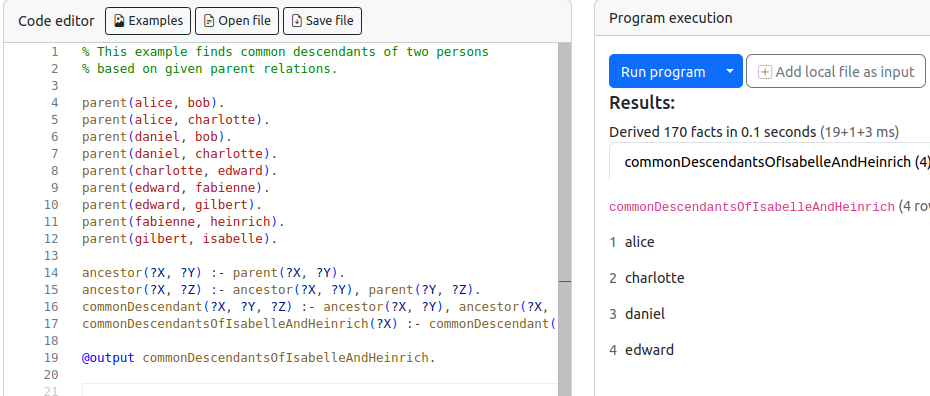 Code editor
Examples
Open file
Save file
1 % This example finds common descendants of two persons
2 % based on given parent relations.
3
4 parent(alice, bob).
5 parent(alice, charlotte).
6 parent(daniel, bob).
7 parent(daniel, charlotte).
8 parent(charlotte, edward).
9 parent(edward, fabienne).
10 parent(edward, gilbert).
11 parent(fabienne, heinrich).
12 parent(gilbert, isabelle).
13
14 ancestor(?X, ?Y) :- parent(?X, ?Y).
15 ancestor(?X, ?Z) :- ancestor(?X, ?Y), parent(?Y, ?Z).
16 commonDescendant(?X, ?Y, ?Z) :- ancestor(?X, ?Y), ancestor(?X,
17 commonDescendantsOfIsabelleAndHeinrich(?X) :- commonDescendant(
18
19 @output commonDescendantsOfIsabelleAndHeinrich.
20
21
Program execution
Run program
Add local file as input
Results:
Derived 170 facts in 0.1 seconds (19+1+3 ms)
commonDescendantsOfIsabelleAndHeinrich (4)
commonDescendantsOfIsabelleAndHeinrich (4
1 alice
2 charlotte
3 daniel
4 edward